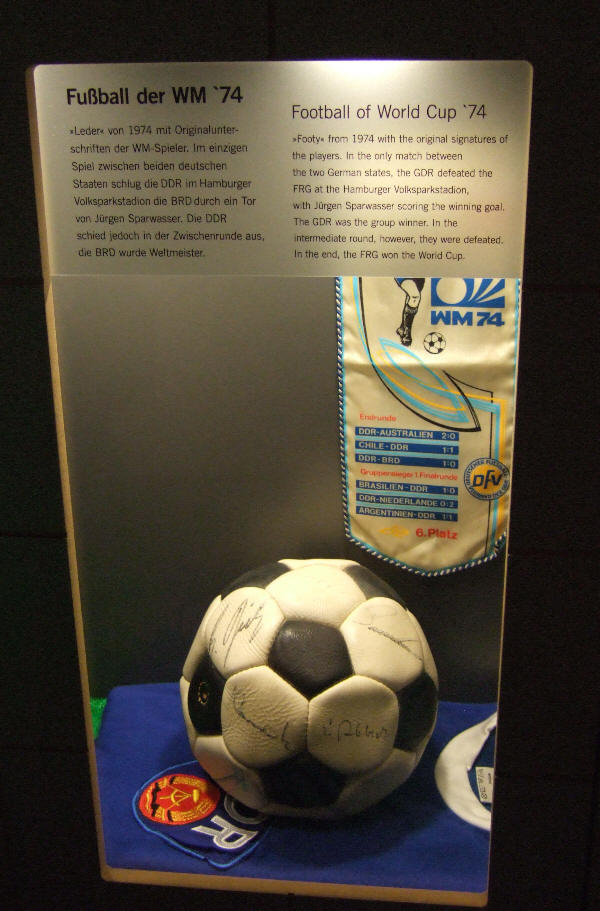 Fußball der WM `74
»Leder« von 1974 mit Originalunter-
schriften der WM-Spieler. Im einzigen
Spiel zwischen beiden deutschen
Staaten schlug die DDR im Hamburger
Volksparkstadion die BRD durch ein Tor
von Jürgen Sparwasser. Die DDR
schied jedoch in der Zwischenrunde aus,
die BRD wurde Weltmeister.
Football of World Cup `74
»Footy« from 1974 with the original signatures of
the players. In the only match between
the two German states, the GDR defeated the
FRG at the Hamburger Volksparkstadion,
with Jürgen Sparwasser scoring the winning goal.
The GDR was the group winner. In the
intermediate round, however, they were defeated.
In the end, the FRG won the World Cup.
WM 74
Endrunde
DDR-AUSTRALIEN 2:0
CHILE-DDR 1:1
DDR-BRD 1:0
Gruppensieger 1.Finalrunde
BRASILIEN-DDR 1:0
DDR-NIEDERLANDE 0:2
ARGENTINIEN-DDR 1:1
6.Platz
DEUTSCHER FUSSBALL
DFV
DR